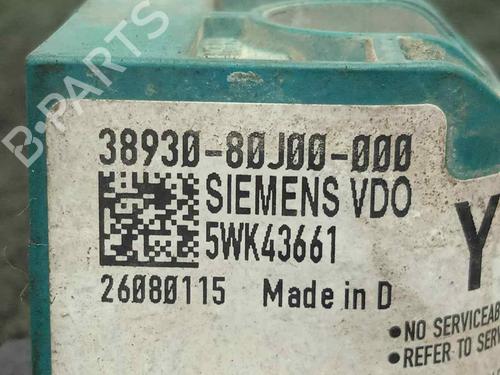 B-PARTS
38930-80J00-000
SIEMENS VDO
5WK43661
26080115 Made in D
Y
• NO SERVICEAB
• REFER TO SERV